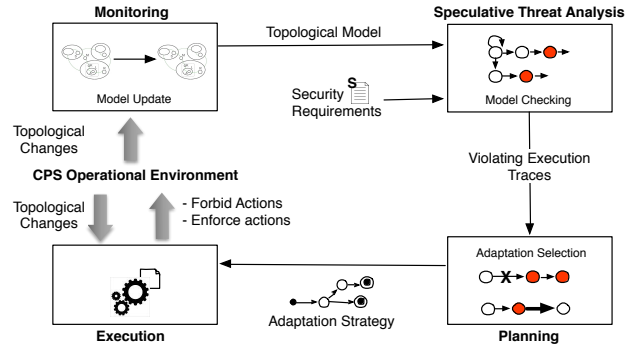 Monitoring
Speculative Threat Analysis
Topological Model
Model Update
Security
Requirements
S
Model Checking
Topological
Changes
CPS Operational Environment
Violating Execution
Traces
Topological
Changes
- Forbid Actions
- Enforce actions
Adaptation Selection
X
Adaptation Strategy
Execution
Planning